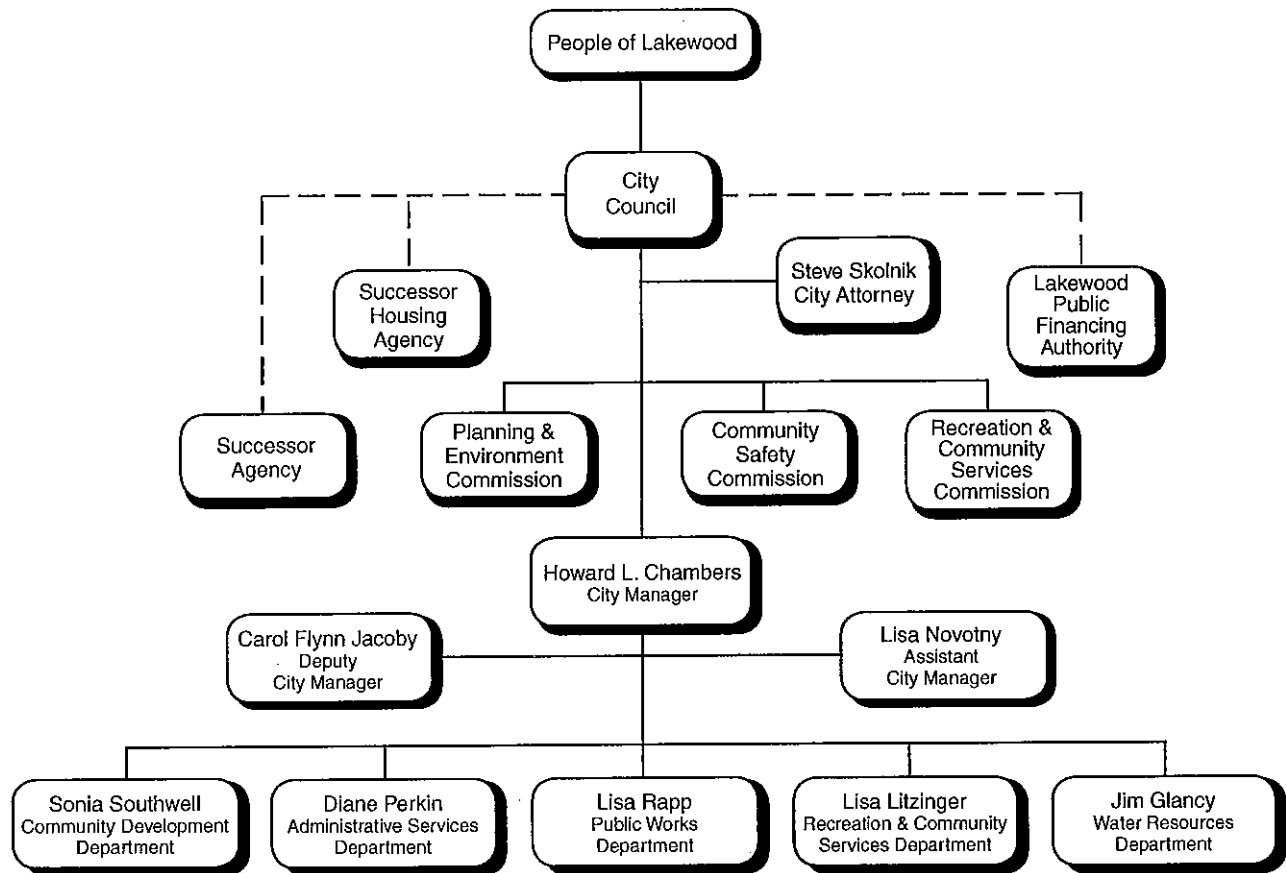 People of Lakewood
City
Council
Steve Skolnik
City Attorney
Successor
Housing
Agency
Lakewood
Public
Financing
Authority
Successor
Agency
Planning &
Environment
Commission
Community
Safety
Commission
Recreation &
Community
Services
Commission
Howard L. Chambers
City Manager
Carol Flynn Jacoby
Deputy
City Manager
Lisa Novotny
Assistant
City Manager
Sonia Southwell
Community Development
Department
Diane Perkin
Administrative Services
Department
Lisa Rapp
Public Works
Department
Lisa Litzinger
Recreation & Community
Services Department
Jim Glancy
Water Resources
Department